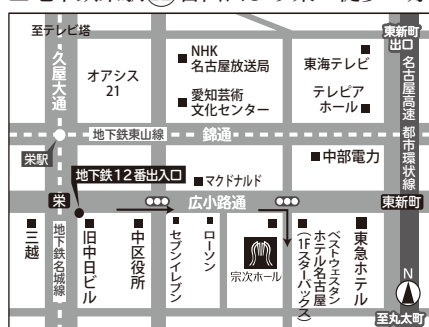 至テレビ塔
東新町
出口
久屋大通
オアシス
21
NHK
名古屋放送局
愛知芸術
文化センター
東海テレビ
テレピア
ホール
名古屋高速 都市環状線
地下鉄東山線
錦通
栄駅
中部電力
地下鉄12番出入口
マクドナルド
栄
広小路通
東新町
三越
地下鉄名城線
旧中日ビル
中区役所
セブンイレブン
ローソン
宗次ホール
ベストウェスタン
ホテル名古屋
(1Fスターバックス)
東急ホテル
N
至丸太町